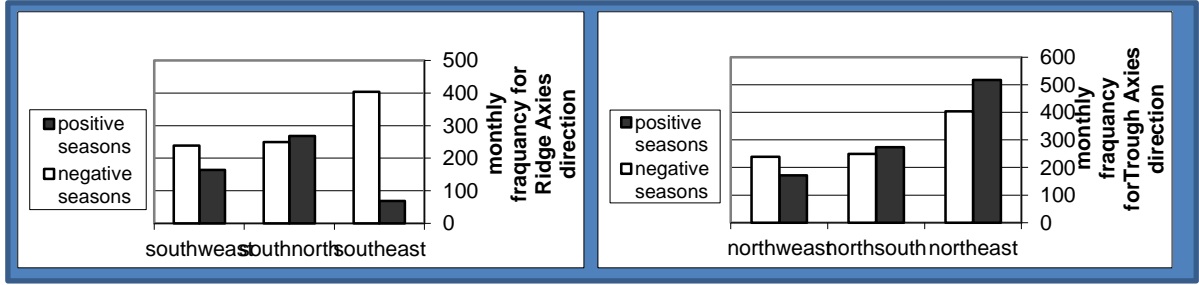 positive
seasons
negative
seasons
500
400
300
200
100
0
monthly
fraquancy for
Ridge Axies
direction
southweast
southnorth
southeast
positive
seasons
negative
seasons
600
500
400
300
200
100
0
monthly
fraquancy
forTrough Axies
direction
northweast
northsouth
northeast